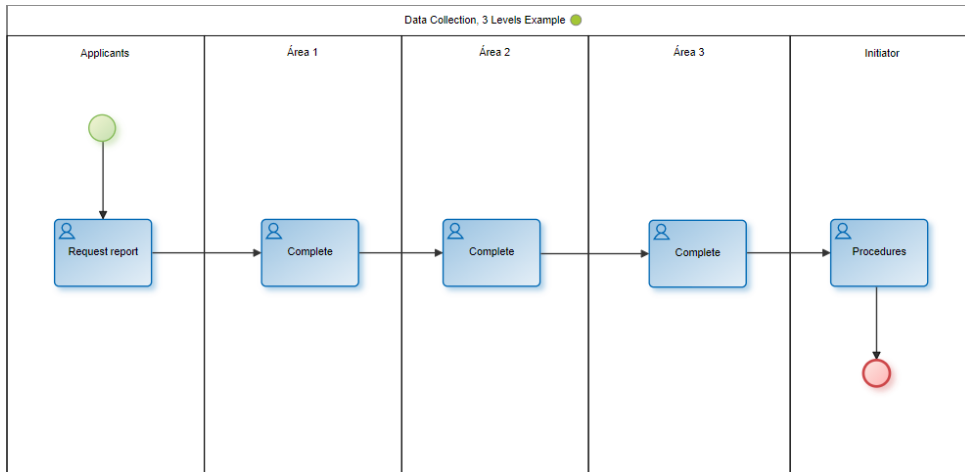 Data Collection, 3 Levels Example
Applicants
Área 1
Área 2
Área 3
Initiator
Request report
Complete
Complete
Complete
Procedures